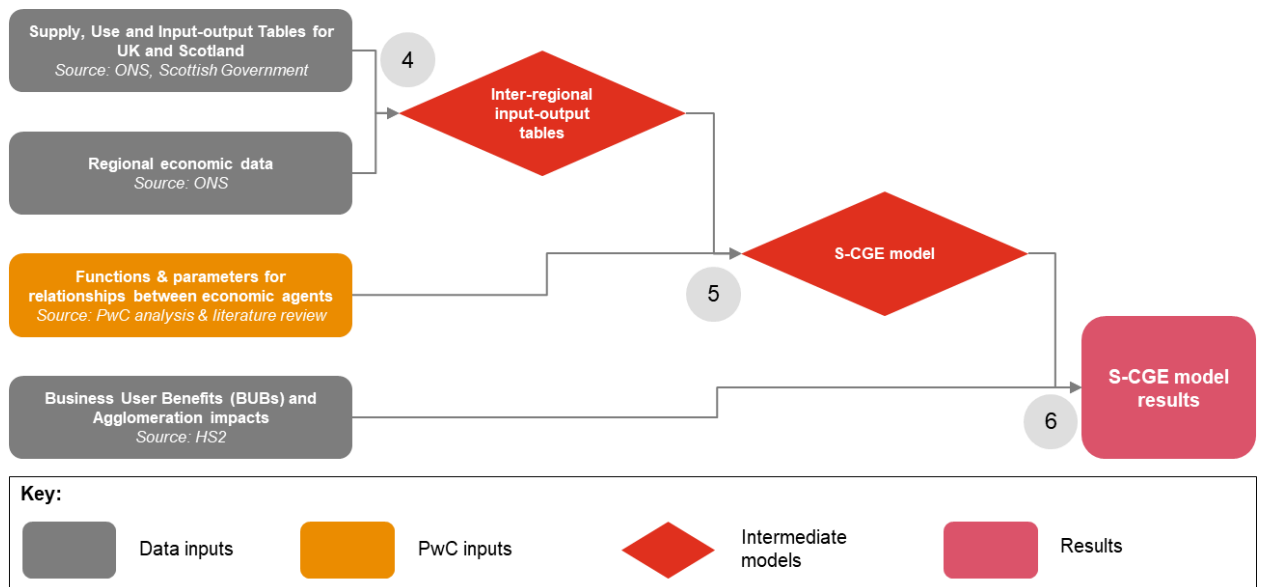 Supply, Use and Input-output Tables for
UK and Scotland
Source: ONS, Scottish Government
4
Inter-regional
input-output
tables
Regional economic data
Source: ONS
S-CGE model
Functions & parameters for
relationships between economic agents
Source: PwC analysis & literature review
5
Business User Benefits (BUBs) and
Agglomeration impacts
Source: HS2
S-CGE model
results
6
Key:
Data inputs
PwC inputs
Intermediate
models
Results